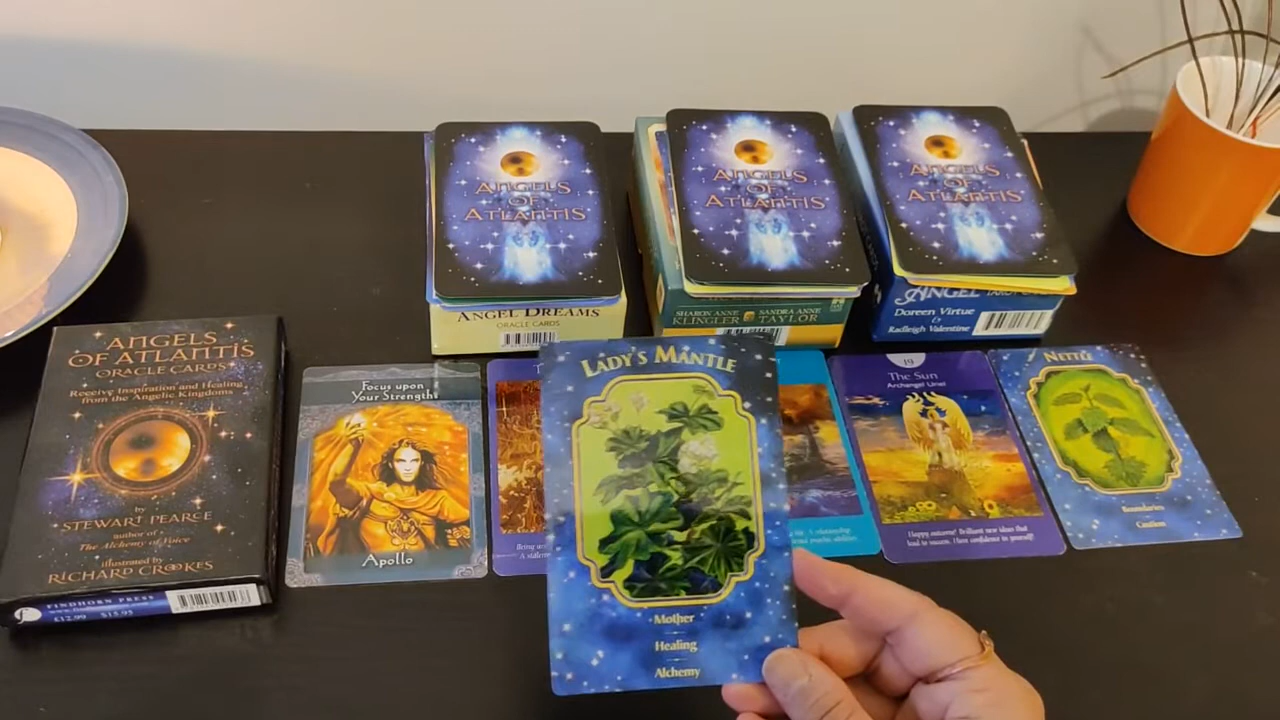 ANGELS
OF
ATLANTIS
ANGEL DREAMS
ORACLE CARDS
ANGELS
OF
ATLANTIS
SHARON ANNE
KLINGLER
SANDRA ANNE
TAYLOR
ANGELS
OF
ATLANTIS
ANGEL
Doreen Virtue
&
Radleigh Valentine
ANGELS
OF ATLANTIS
ORACLE CARDS
Receive Inspiration and Healing
from the Angelic Kingdoms
by
STEWART PEARCE
author of
The Alchemy of Voice
illustrated by
RICHARD CROOKES
FINDHORN PRESS
£12.99 $15.95
Focus upon
Your Strengths
Apollo
LADY'S MANTLE
Mother
Healing
Alchemy
19
The Sun
Archangel Uriel
Happy outcome! Brilliant new ideas that
lead to success. Have confidence in yourself!
NETTLE
Boundaries
Caution